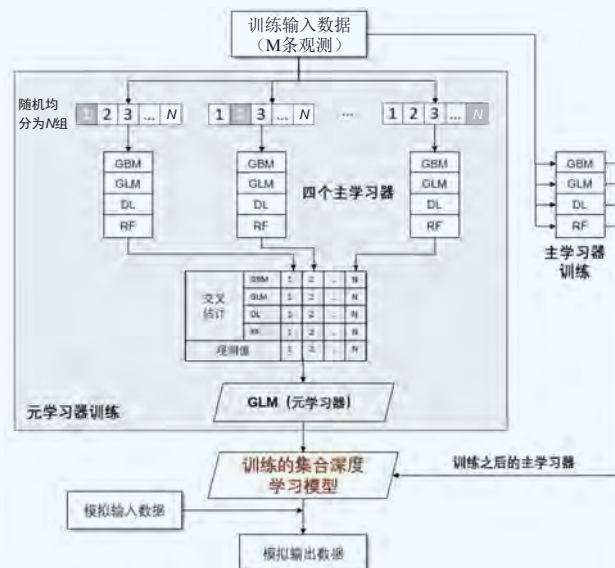 训练输入数据
（M条观测）
随机均
分为N组
1 2 3 ... N
1 2 3 ... N
...
1 2 3 ... N
GBM
GLM
DL
RF
GBM
GLM
DL
RF
四个主学习器
GBM
GLM
DL
RF
GBM
GLM
DL
RF
主学习器
训练
交叉
估计
GBM 1 2 .. N
GLM 1 2 .. N
DL 1 2 .. N
RF 1 2 .. N
观测值 1 2 .. N
GLM（元学习器）
元学习器训练
训练的集合深度
学习模型
训练之后的主学习器
模拟输入数据
模拟输出数据